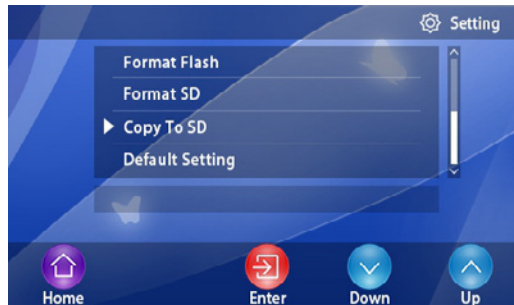 Setting
Format Flash
Format SD
Copy To SD
Default Setting
Home Enter Down Up